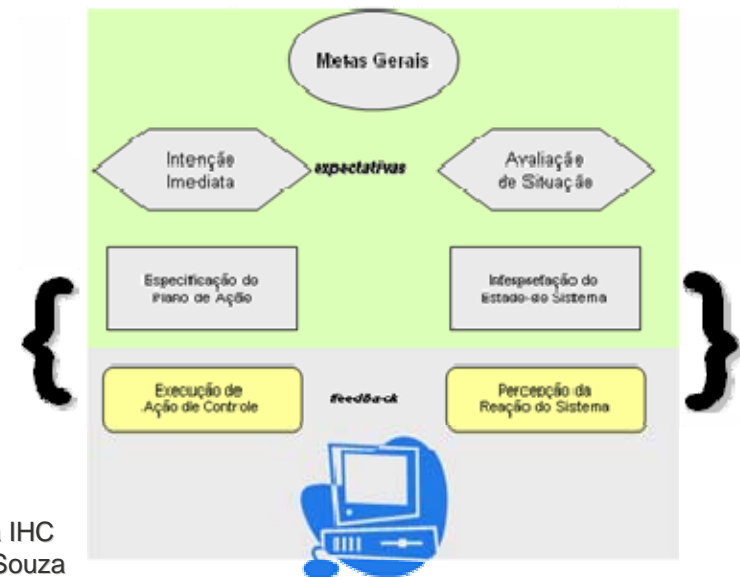 Metas Gerais
Intenção
Imediata
expectativas
Avaliação
de Situação
Especificação do
Plano de Ação
Interpretação do
Estado do Sistema
Execução de
Ação de Controle
feedback
Percepção da
Reação do Sistema
IHC
Souza